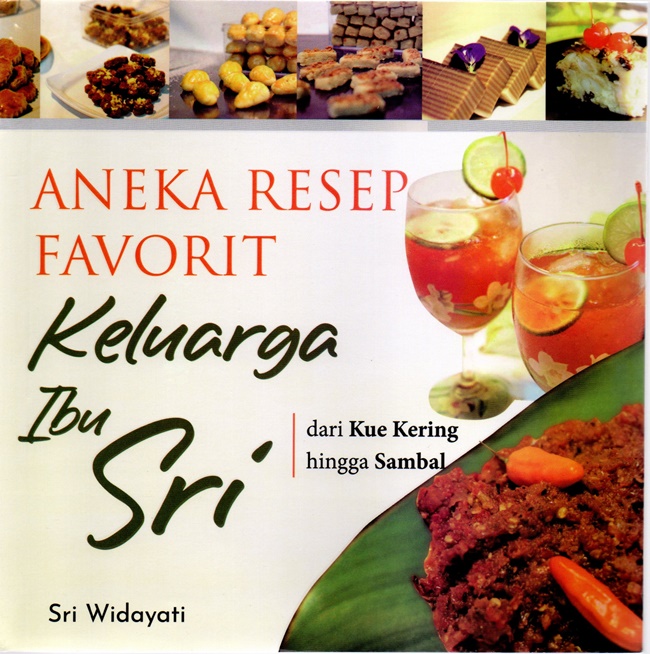 ANEKA RESEP
FAVORIT
Keluarga
Ibu
Sri
dari Kue Kering
hingga Sambal
Sri Widayati